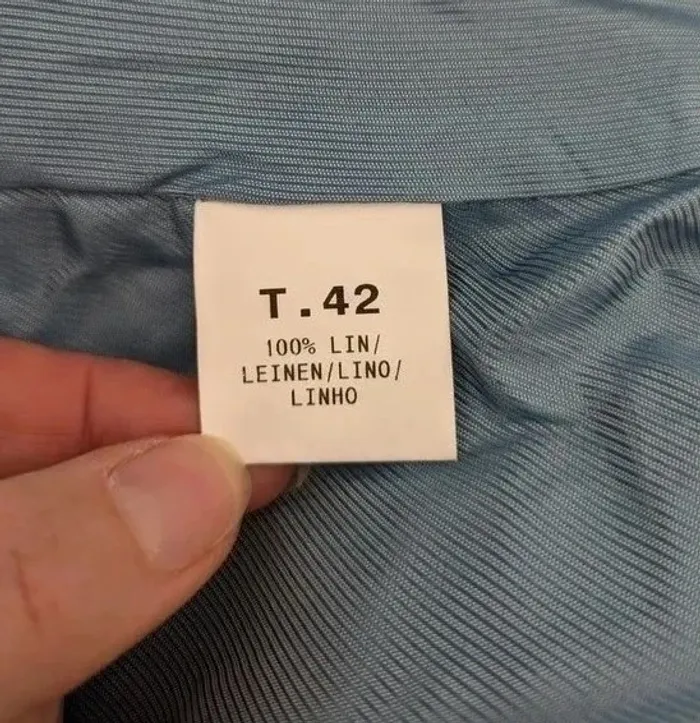 T.42
100% LIN/
LEINEN/LINO/
LINHO